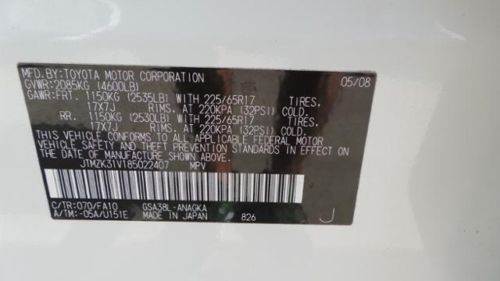 MFD.BY:TOYOTA MOTOR CORPORATION 05/08
GVWR:2085KG (4600LB)
GAWR:FRT. 1150KG (2535LB) WITH 225/65R17 TIRES.
17X7J RIMS. AT 220KPA (32PSI) COLD.
RR. 1150KG (2530LB) WITH 225/65R17 TIRES.
17X7J RIMS. AT 220KPA (32PSI) COLD.
THIS VEHICLE CONFORMS TO ALL APPLICABLE FEDERAL MOTOR
VEHICLE SAFETY AND THEFT PREVENTION STANDARDS IN EFFECT
ON THE DATE OF MANUFACTURE SHOWN ABOVE.
JTMZK31V185022407 MPV
C/TR:070/FA10 GSA38L-ANAGKA
A/TM:-05A/U151E MADE IN JAPAN 826 J